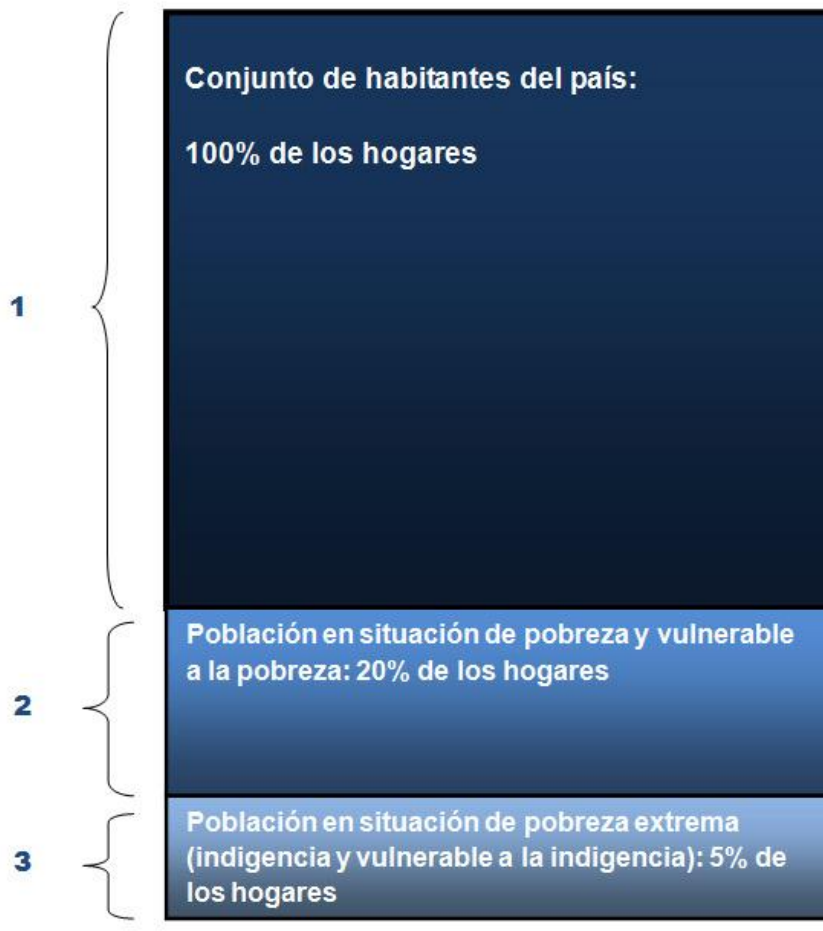 Conjunto de habitantes del país:
100% de los hogares
1
Población en situación de pobreza y vulnerable
a la pobreza: 20% de los hogares
2
Población en situación de pobreza extrema
(indigencia y vulnerable a la indigencia): 5% de
los hogares
3